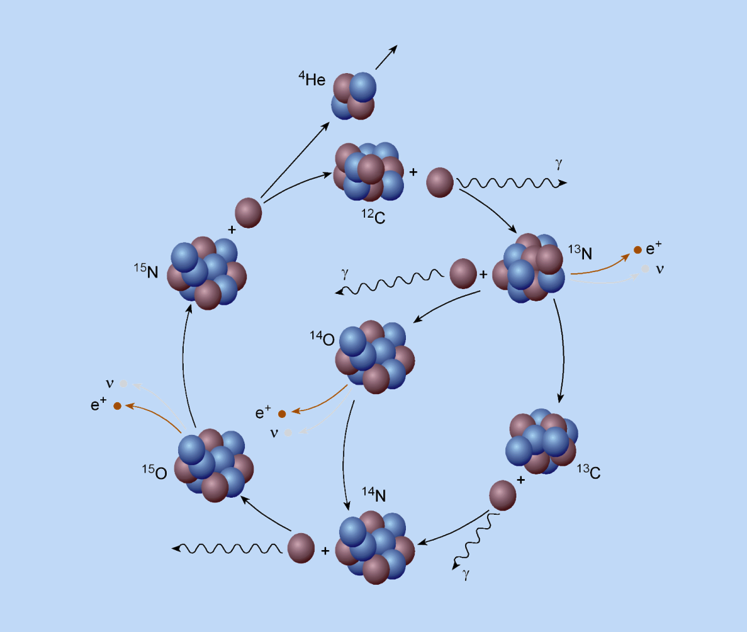 ⁴He
γ
+
¹²C
+
¹³N
e⁺
¹⁵N
γ
+
ν
¹⁴O
ν
e⁺
e⁺
ν
¹⁵O
+
¹³C
¹⁴N
+
γ